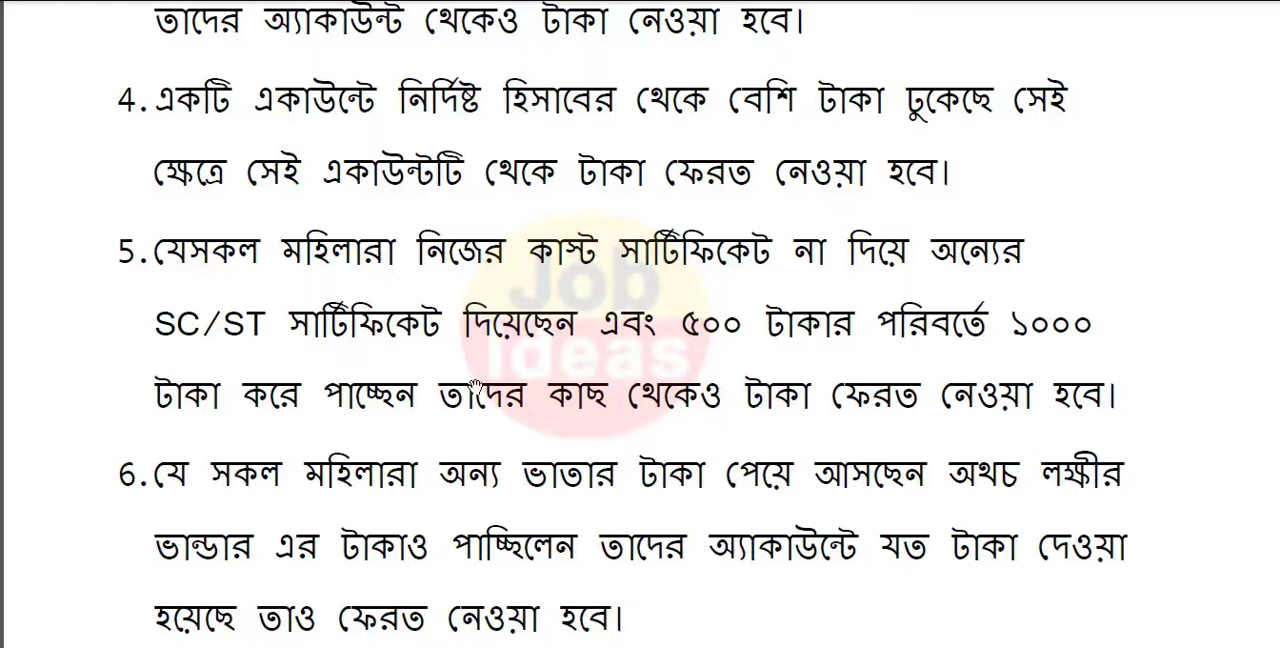 তাদের অ্যাকাউন্ট থেকেও টাকা নেওয়া হবে।
4. একটি একাউন্টে নির্দিষ্ট হিসাবের থেকে বেশি টাকা ঢুকেছে সেই
ক্ষেত্রে সেই একাউন্টটি থেকে টাকা ফেরত নেওয়া হবে।
5. যেসকল মহিলারা নিজের কাস্ট সার্টিফিকেট না দিয়ে অন্যের
SC/ST সার্টিফিকেট দিয়েছেন এবং ৫০০ টাকার পরিবর্তে ১০০০
টাকা করে পাচ্ছেন তাদের কাছ থেকেও টাকা ফেরত নেওয়া হবে।
6. যে সকল মহিলারা অন্য ভাতার টাকা পেয়ে আসছেন অথচ লক্ষীর
ভান্ডার এর টাকাও পাচ্ছিলেন তাদের অ্যাকাউন্টে যত টাকা দেওয়া
হয়েছে তাও ফেরত নেওয়া হবে।
Job
Ideas